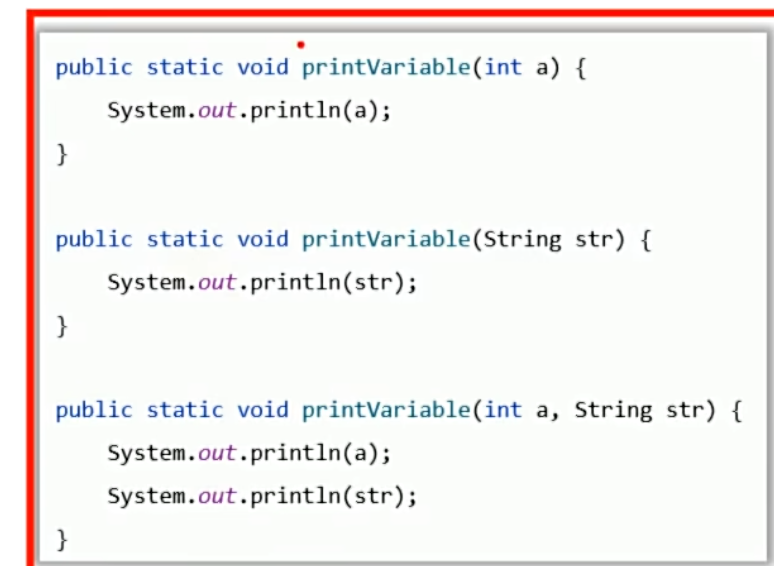 public static void printVariable(int a) {
    System.out.println(a);
}
public static void printVariable(String str) {
    System.out.println(str);
}
public static void printVariable(int a, String str) {
    System.out.println(a);
    System.out.println(str);
}